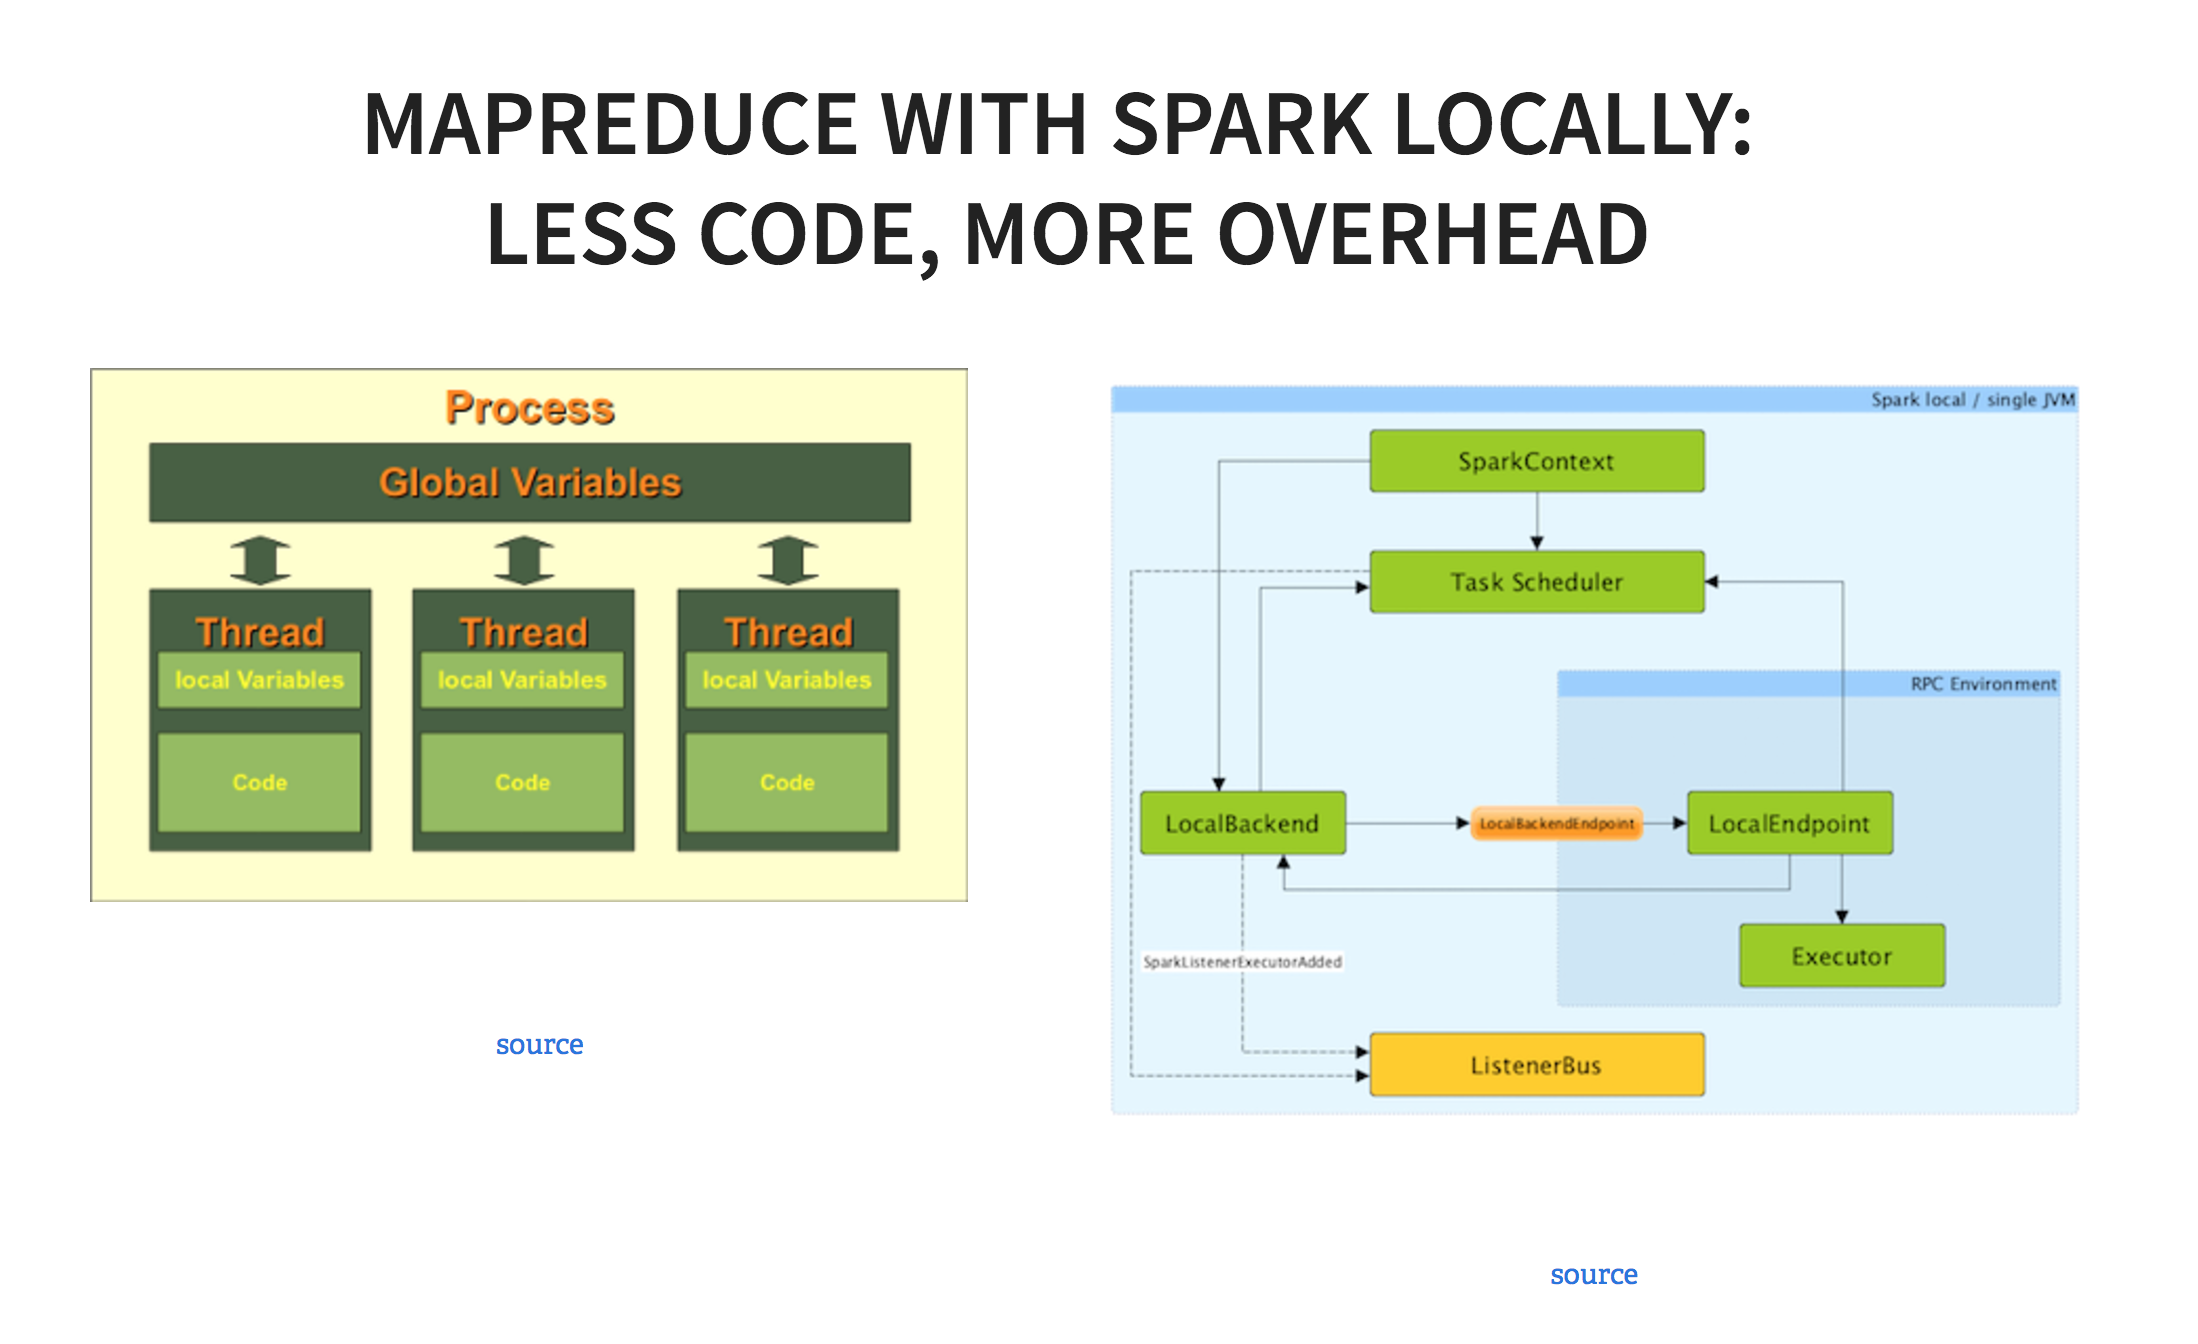 MAPREDUCE WITH SPARK LOCALLY:
LESS CODE, MORE OVERHEAD
Process
Global Variables
Thread Thread Thread
local Variables local Variables local Variables
Code Code Code
source
Spark local / single JVM
SparkContext
Task Scheduler
RPC Environment
LocalBackend LocalBackendEndpoint LocalEndpoint
Executor
SparkListenerExecutorAdded
ListenerBus
source